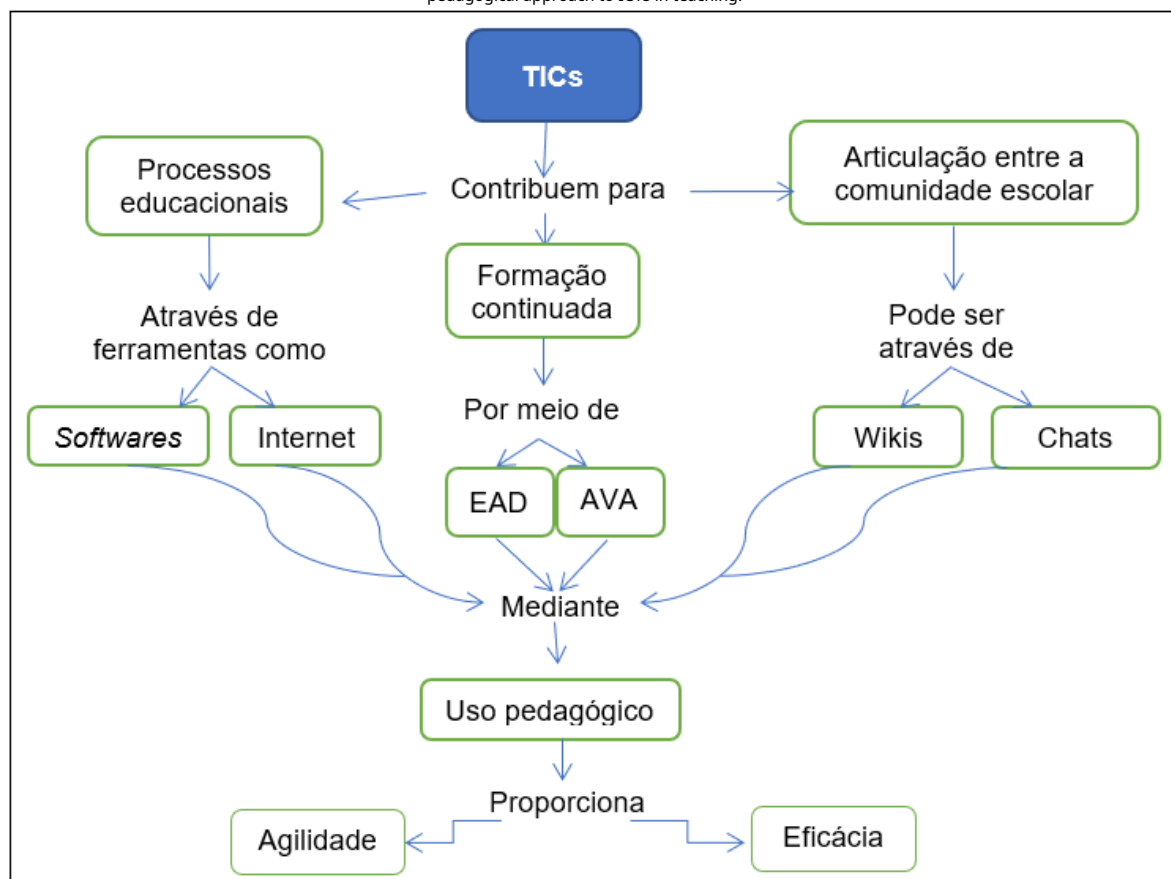 TICs
Processos
educacionais
Contribuem para
Articulação entre a
comunidade escolar
Formação
continuada
Através de
ferramentas como
Pode ser
através de
Softwares
Internet
Por meio de
Wikis
Chats
EAD
AVA
Mediante
Uso pedagógico
Proporciona
Agilidade
Eficácia